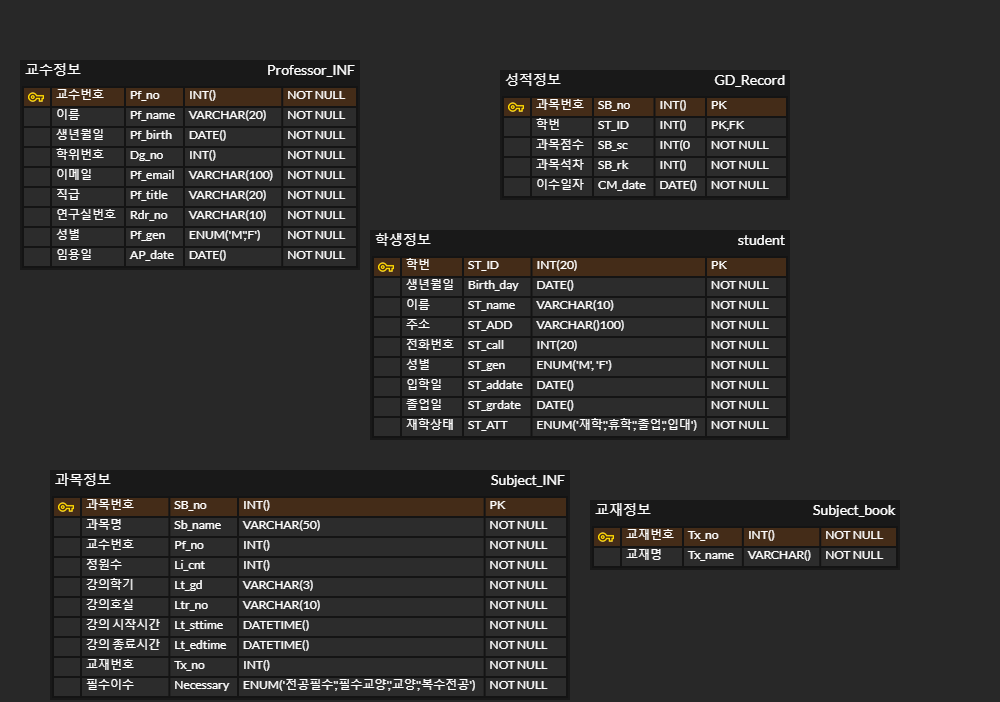 교수정보 Professor_INF
교수번호 Pf_no INT() NOT NULL
이름 Pf_name VARCHAR(20) NOT NULL
생년월일 Pf_birth DATE() NOT NULL
학위번호 Dg_no INT() NOT NULL
이메일 Pf_email VARCHAR(100) NOT NULL
직급 Pf_title VARCHAR(20) NOT NULL
연구실번호 Rdr_no VARCHAR(10) NOT NULL
성별 Pf_gen ENUM('M','F') NOT NULL
임용일 AP_date DATE() NOT NULL
성적정보 GD_Record
과목번호 SB_no INT() PK
학번 ST_ID INT() PK,FK
과목점수 SB_sc INT(0 NOT NULL
과목석차 SB_rk INT() NOT NULL
이수일자 CM_date DATE() NOT NULL
학생정보 student
학번 ST_ID INT(20) PK
생년월일 Birth_day DATE() NOT NULL
이름 ST_name VARCHAR(10) NOT NULL
주소 ST_ADD VARCHAR()100) NOT NULL
전화번호 ST_call INT(20) NOT NULL
성별 ST_gen ENUM('M', 'F') NOT NULL
입학일 ST_addate DATE() NOT NULL
졸업일 ST_grdate DATE() NOT NULL
재학상태 ST_ATT ENUM('재학','휴학','졸업','입대') NOT NULL
과목정보 Subject_INF
과목번호 SB_no INT() PK
과목명 Sb_name VARCHAR(50) NOT NULL
교수번호 Pf_no INT() NOT NULL
정원수 Li_cnt INT() NOT NULL
강의학기 Lt_gd VARCHAR(3) NOT NULL
강의호실 Ltr_no VARCHAR(10) NOT NULL
강의 시작시간 Lt_sttime DATETIME() NOT NULL
강의 종료시간 Lt_edtime DATETIME() NOT NULL
교재번호 Tx_no INT() NOT NULL
필수이수 Necessary ENUM('전공필수','필수교양','교양','복수전공') NOT NULL
교재정보 Subject_book
교재번호 Tx_no INT() NOT NULL
교재명 Tx_name VARCHAR() NOT NULL